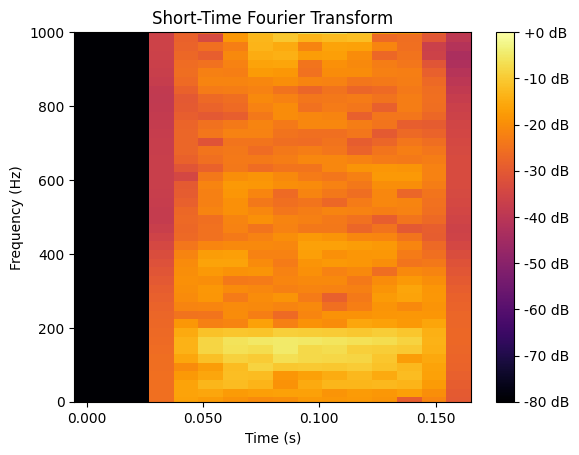 Short-Time Fourier Transform
1000
800
600
400
200
0
Frequency (Hz)
0.000
0.050
0.100
0.150
Time (s)
+0 dB
-10 dB
-20 dB
-30 dB
-40 dB
-50 dB
-60 dB
-70 dB
-80 dB